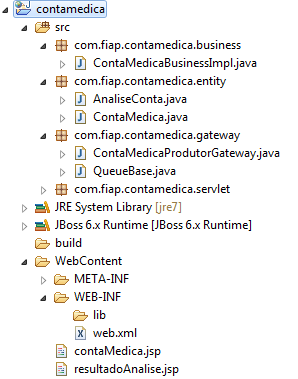 contamedica
src
com.fiap.contamedica.business
ContaMedicaBusinessImpl.java
com.fiap.contamedica.entity
AnaliseConta.java
ContaMedica.java
com.fiap.contamedica.gateway
ContaMedicaProdutorGateway.java
QueueBase.java
com.fiap.contamedica.servlet
JRE System Library [jre7]
JBoss 6.x Runtime [JBoss 6.x Runtime]
build
WebContent
META-INF
WEB-INF
lib
web.xml
contaMedica.jsp
resultadoAnalise.jsp